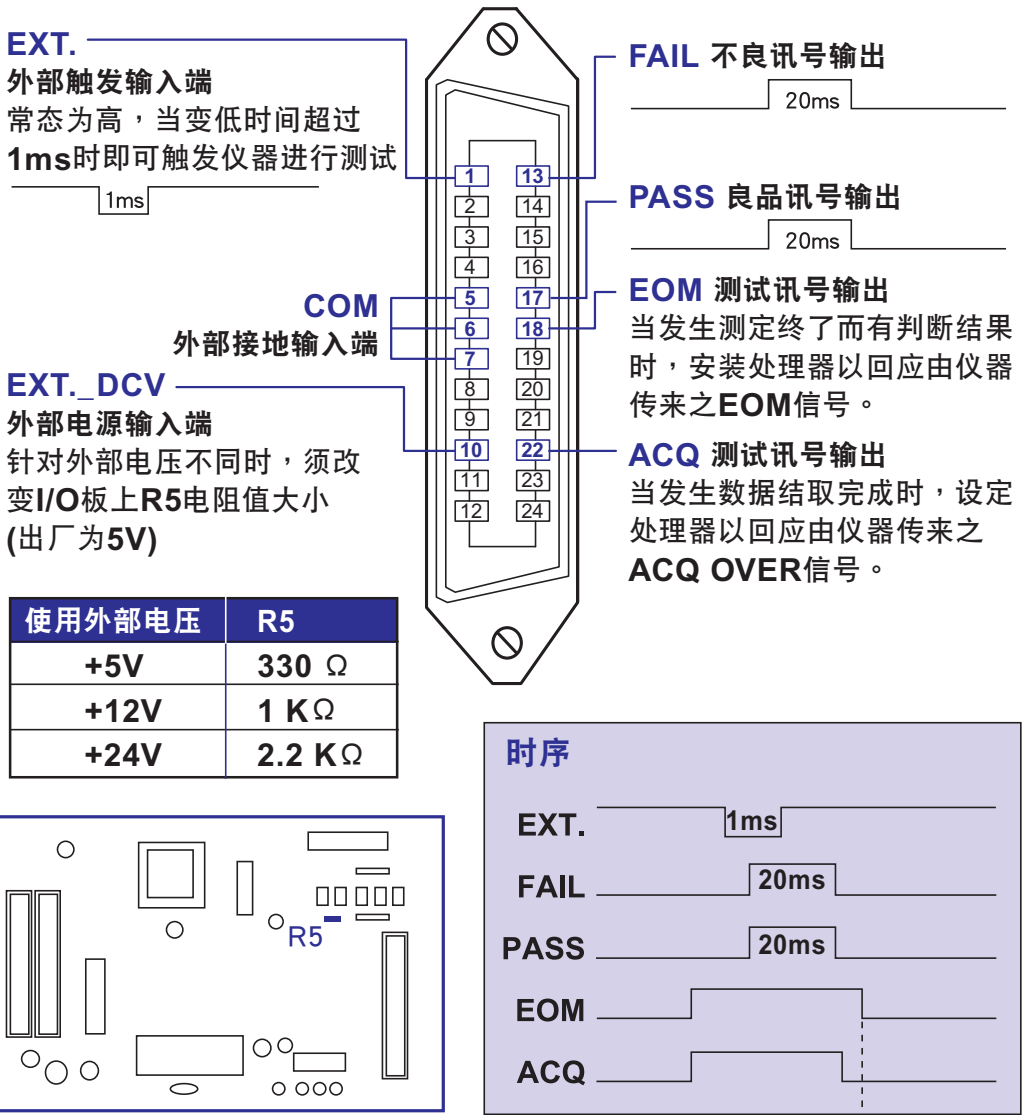 EXT.
外部触发输入端
常态为高，当变低时间超过
1ms时即可触发仪器进行测试
1ms
COM
外部接地输入端
EXT._DCV
外部电源输入端
针对外部电压不同时，须改
变I/O板上R5电阻值大小
(出厂为5V)
1 13
2 14
3 15
4 16
5 17
6 18
7 19
8 20
9 21
10 22
11 23
12 24
FAIL 不良讯号输出
20ms
PASS 良品讯号输出
20ms
EOM 测试讯号输出
当发生测定终了而有判断结果
时，安装处理器以回应由仪器
传来之EOM信号。
ACQ 测试讯号输出
当发生数据结取完成时，设定
处理器以回应由仪器传来之
ACQ OVER信号。
使用外部电压 R5
+5V 330 Ω
+12V 1 KΩ
+24V 2.2 KΩ
R5
时序
EXT. 1ms
FAIL 20ms
PASS 20ms
EOM
ACQ